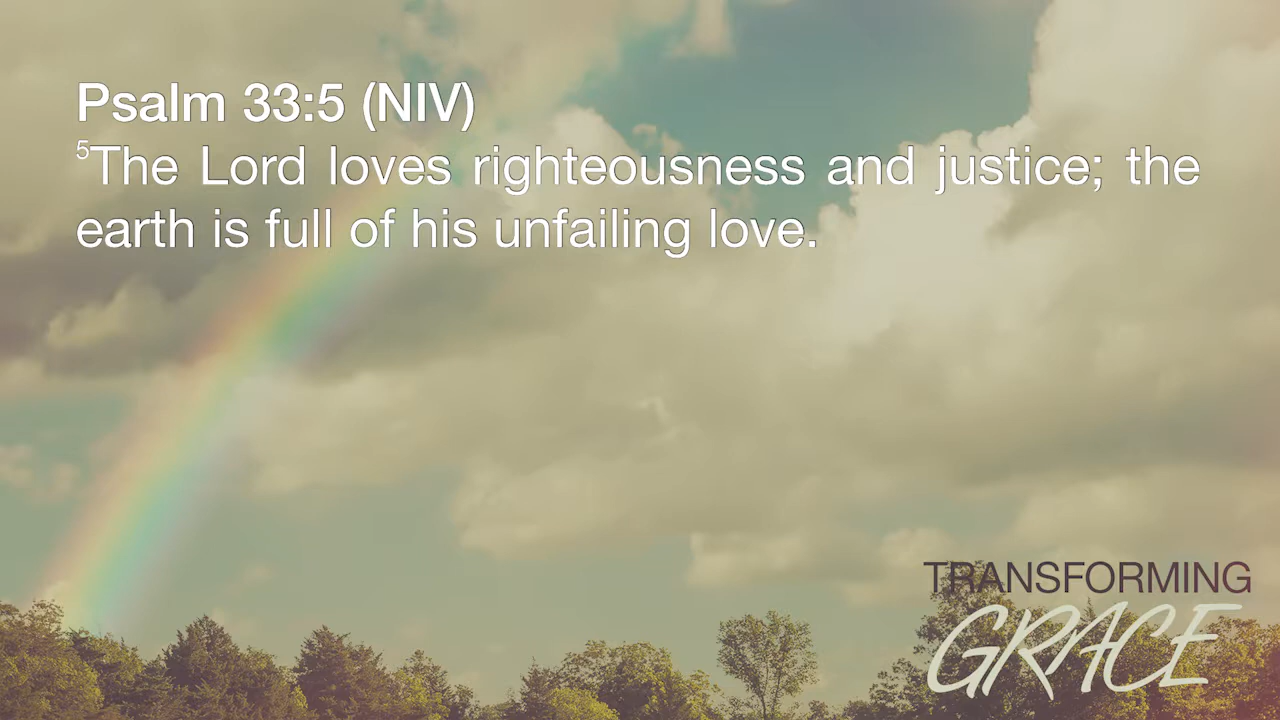 Psalm 33:5 (NIV)
5The Lord loves righteousness and justice; the
earth is full of his unfailing love.
TRANSFORMING
GRACE